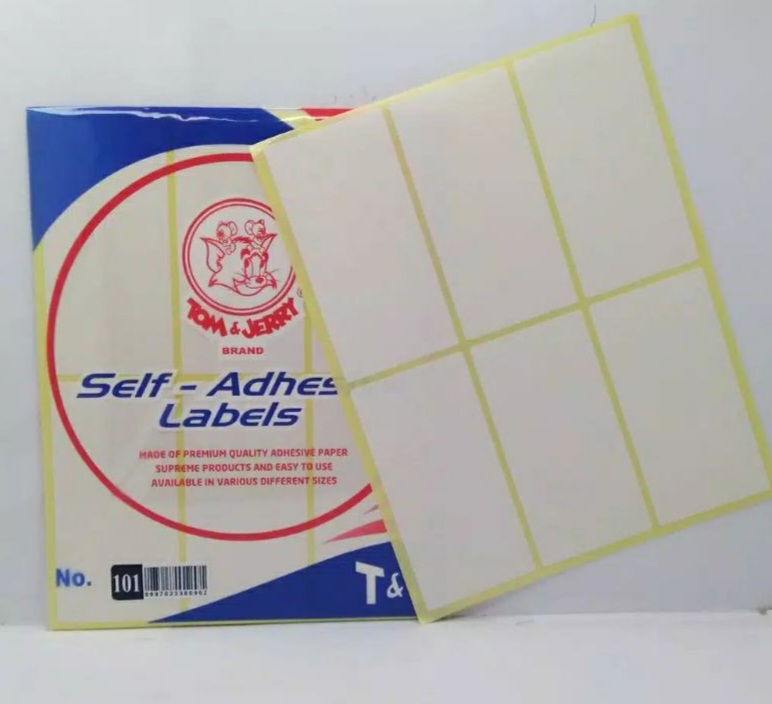 TOM & JERRY
BRAND
Self - Adhes
Labels
MADE OF PREMIUM QUALITY ADHESIVE PAPER
SUPREME PRODUCTS AND EASY TO USE
AVAILABLE IN VARIOUS DIFFERENT SIZES
No. 101
T &